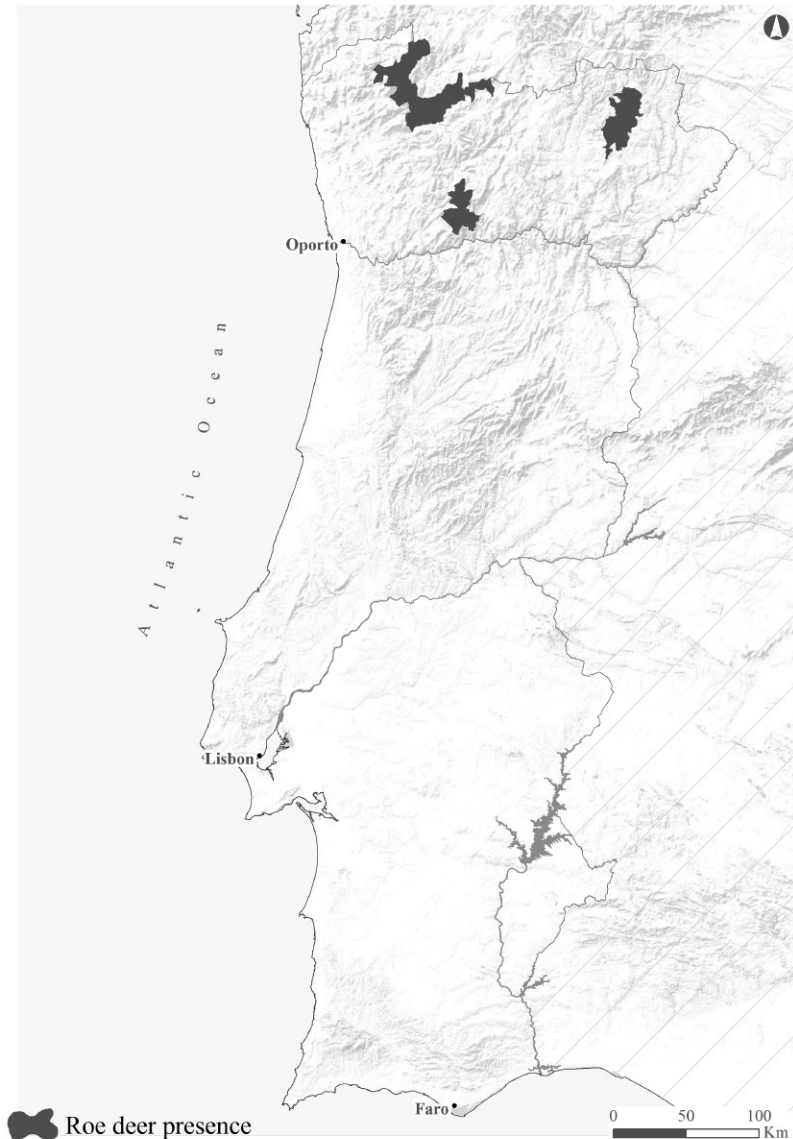 Oporto
Atlantic Ocean
Lisbon
Faro
Roe deer presence
0 50 100
Km